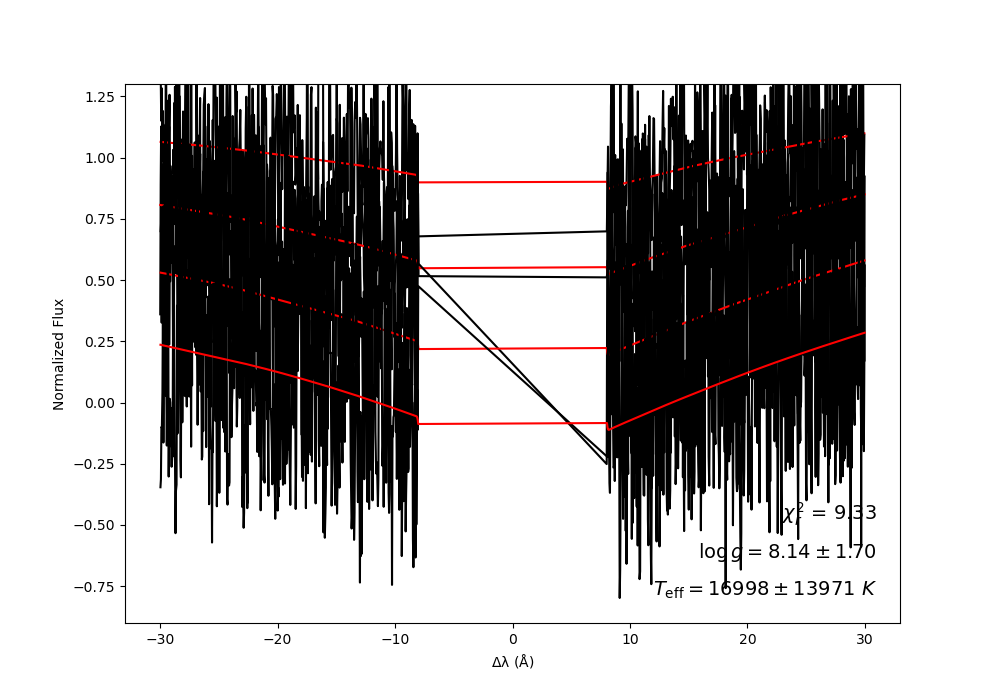 1.25
1.00
0.75
0.50
0.25
0.00
−0.25
−0.50
−0.75
Normalized Flux
χ_r^2 = 9.33
log g = 8.14 ± 1.70
T_eff = 16998 ± 13971 K
−30 −20 −10 0 10 20 30
Δλ (Å)